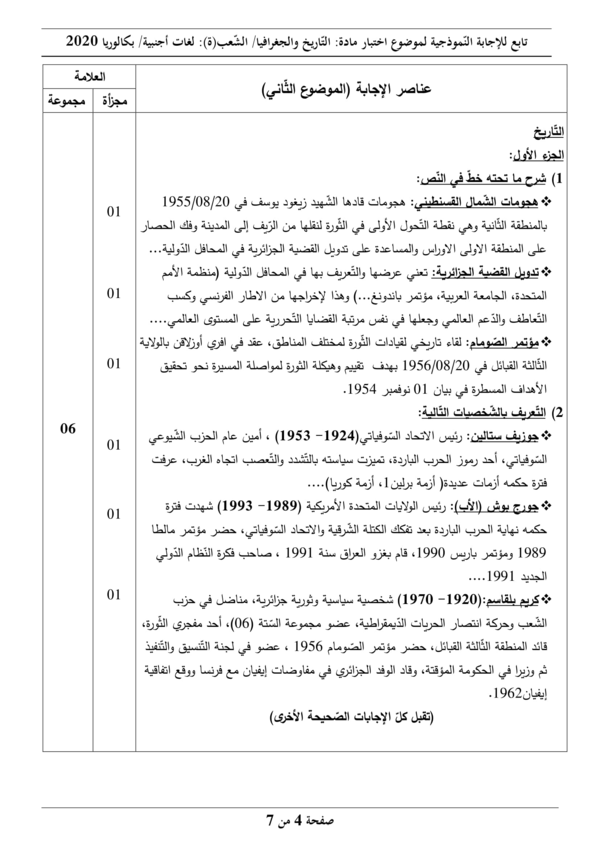 تابع للإجابة النّموذجية لموضوع اختبار مادة: التّاريخ والجغرافيا/ الشّعب(ة): لغات أجنبية/ بكالوريا 2020
العلامة
عناصر الإجابة (الموضوع الثّاني)
مجزأة
مجموعة
التّاريخ
الجزء الأول:
1) شرح ما تحته خطّ في النّص:
❖ هجومات الشّمال القسنطيني: هجومات قادها الشّهيد زيغود يوسف في 1955/08/20
01
بالمنطقة الثّانية وهي نقطة التّحول الأولى في الثّورة لنقلها من الرّيف إلى المدينة وفك الحصار
على المنطقة الاولى الاوراس والمساعدة على تدويل القضية الجزائرية في المحافل الدّولية...
❖ تدويل القضية الجزائرية: تعني عرضها والتّعريف بها في المحافل الدّولية (منظمة الأمم
01
المتحدة، الجامعة العربية، مؤتمر باندونغ...) وهذا لإخراجها من الاطار الفرنسي وكسب
التّعاطف والدّعم العالمي وجعلها في نفس مرتبة القضايا التّحررية على المستوى العالمي....
❖ مؤتمر الصّومام: لقاء تاريخي لقيادات الثّورة لمختلف المناطق، عقد في افري أوزلاقن بالولاية
01
الثّالثة القبائل في 1956/08/20 بهدف تقييم وهيكلة الثورة لمواصلة المسيرة نحو تحقيق
الأهداف المسطرة في بيان 01 نوفمبر 1954.
2) التّعريف بالشّخصيات التّالية:
06
❖ جوزيف ستالين: رئيس الاتحاد السّوفياتي(1924– 1953) ، أمين عام الحزب الشّيوعي
01
السّوفياتي، أحد رموز الحرب الباردة، تميزت سياسته بالتّشدد والتّعصب اتجاه الغرب، عرفت
فترة حكمه أزمات عديدة( أزمة برلين1، أزمة كوريا)....
❖ جورج بوش (الأب): رئيس الولايات المتحدة الأمريكية (1989– 1993) شهدت فترة
01
حكمه نهاية الحرب الباردة بعد تفكك الكتلة الشّرقية والاتحاد السّوفياتي، حضر مؤتمر مالطا
1989 ومؤتمر باريس 1990، قام بغزو العراق سنة 1991 ، صاحب فكرة النّظام الدّولي
الجديد 1991....
❖ كريم بلقاسم:(1920– 1970) شخصية سياسية وثورية جزائرية، مناضل في حزب
01
الشّعب وحركة انتصار الحريات الدّيمقراطية، عضو مجموعة السّتة (06)، أحد مفجري الثّورة،
قائد المنطقة الثّالثة القبائل، حضر مؤتمر الصّومام 1956 ، عضو في لجنة التّنسيق والتّنفيذ
ثم وزيرا في الحكومة المؤقتة، وقاد الوفد الجزائري في مفاوضات إيفيان مع فرنسا ووقع اتفاقية
إيفيان1962.
(تقبل كلّ الإجابات الصّحيحة الأخرى)
صفحة 4 من 7